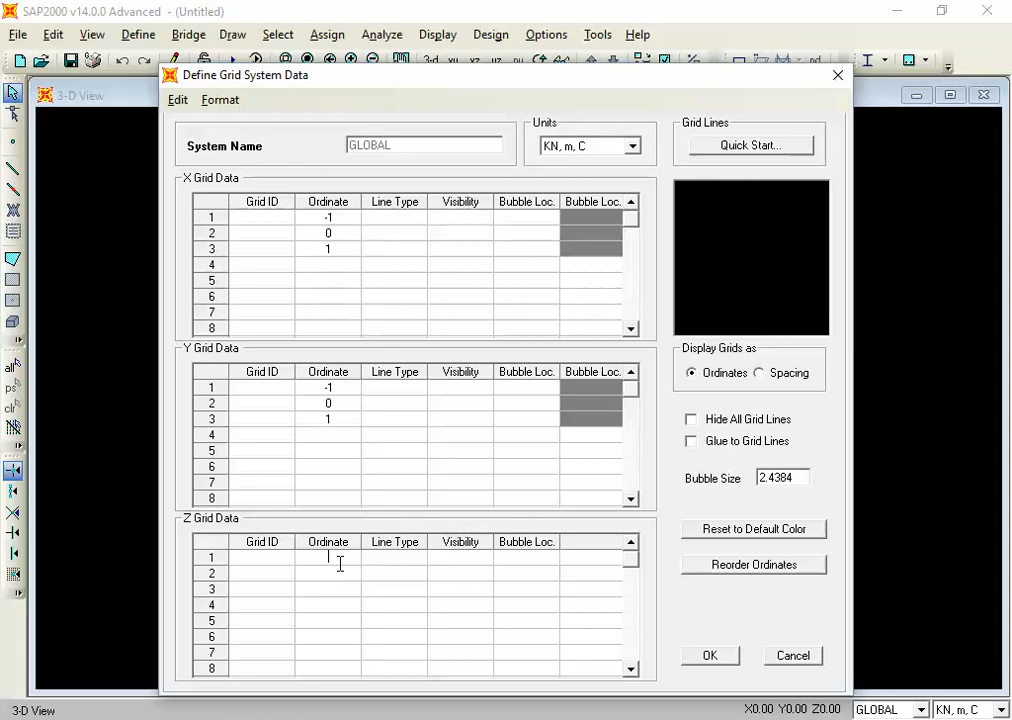 SAP2000 v14.0.0 Advanced - (Untitled)
File Edit View Define Bridge Draw Select Assign Analyze Display Design Options Tools Help
3-D View
Define Grid System Data
Edit Format
System Name GLOBAL
Units
KN, m, C
Grid Lines
Quick Start...
X Grid Data
Grid ID Ordinate Line Type Visibility Bubble Loc. Bubble Loc.
1 -1
2 0
3 1
4
5
6
7
8
Y Grid Data
Grid ID Ordinate Line Type Visibility Bubble Loc. Bubble Loc.
1 -1
2 0
3 1
4
5
6
7
8
Display Grids as
Ordinates Spacing
Hide All Grid Lines
Glue to Grid Lines
Bubble Size 2.4384
Z Grid Data
Grid ID Ordinate Line Type Visibility Bubble Loc.
1
2
3
4
5
6
7
8
Reset to Default Color
Reorder Ordinates
OK Cancel
all
ps
clr
3-D View X0.00 Y0.00 Z0.00 GLOBAL KN, m, C